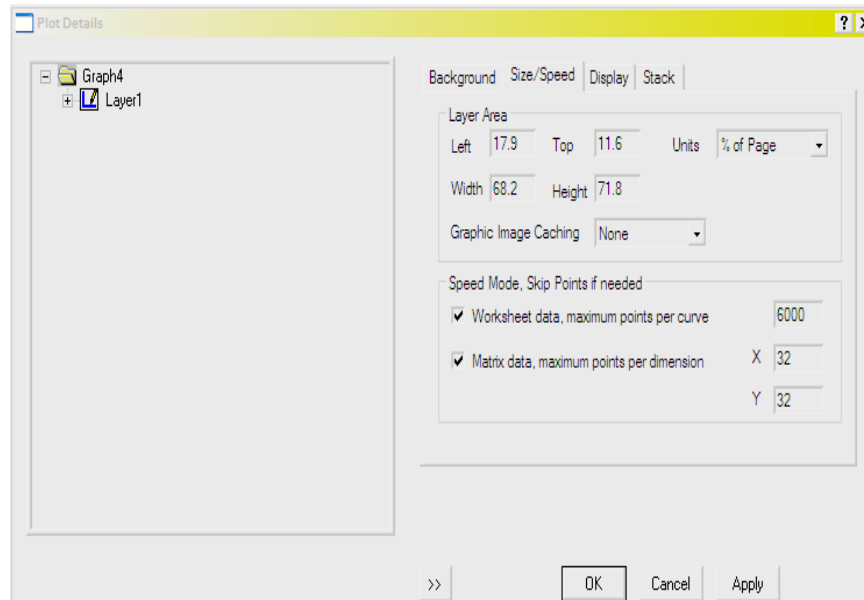 Plot Details
Graph4
Layer1
Background Size/Speed Display Stack
Layer Area
Left 17.9 Top 11.6 Units % of Page
Width 68.2 Height 71.8
Graphic Image Caching None
Speed Mode, Skip Points if needed
Worksheet data, maximum points per curve 6000
Matrix data, maximum points per dimension X 32
Y 32
>> OK Cancel Apply